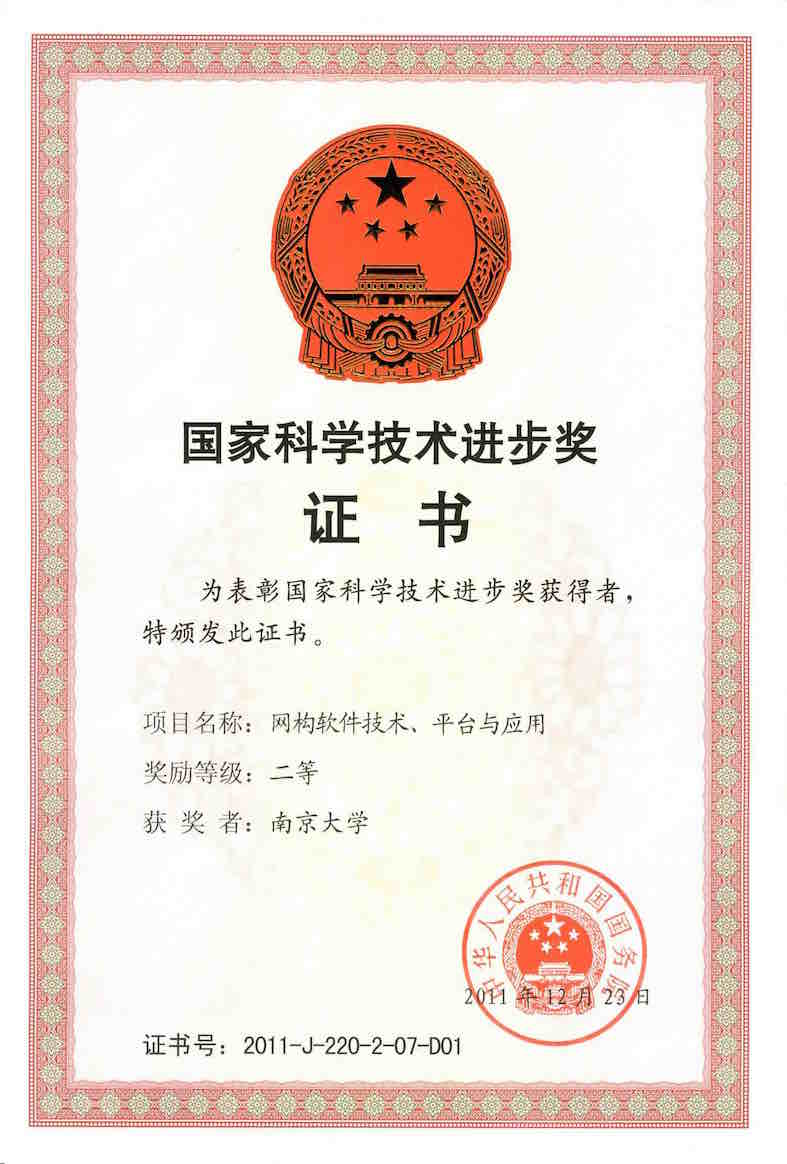 国家科学技术进步奖
证 书
为表彰国家科学技术进步奖获得者，
特颁发此证书。
项目名称：网构软件技术、平台与应用
奖励等级：二等
获 奖 者：南京大学
中华人民共和国国务院
2011 年 12 月 23 日
证书号：2011-J-220-2-07-D01